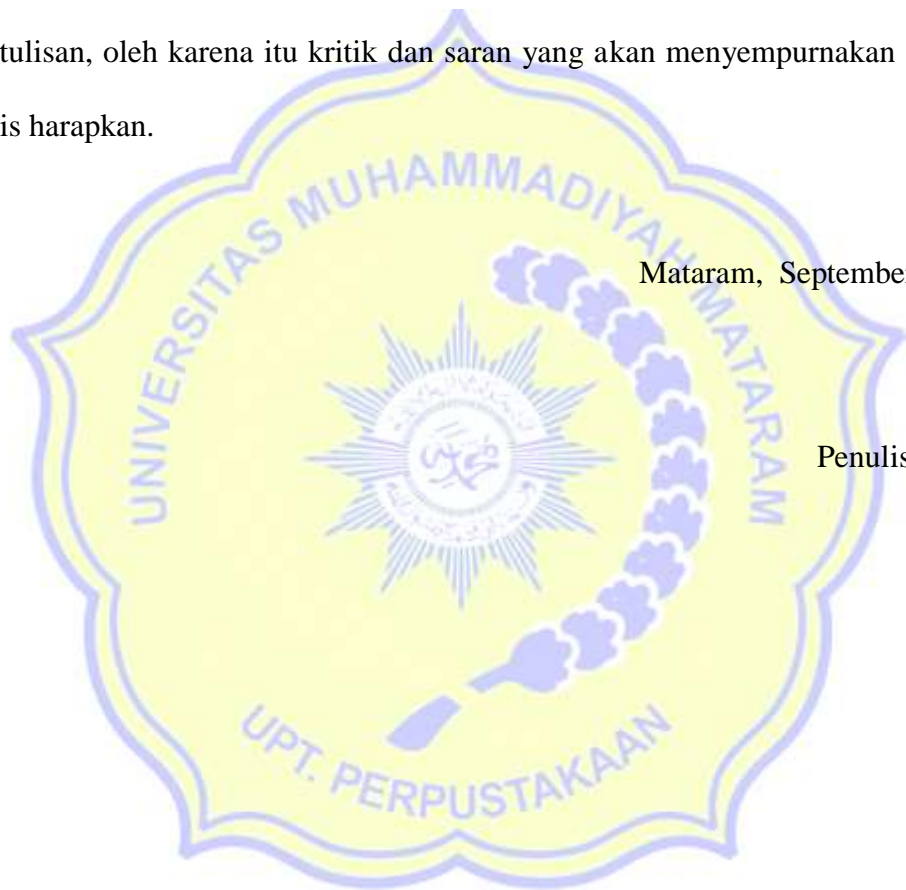 tulisan, oleh karena itu kritik dan saran yang akan menyempurnakan
is harapkan.
Mataram, September
Penulis
UNIVERSITAS MUHAMMADIYAH MATARAM
UPT. PERPUSTAKAAN